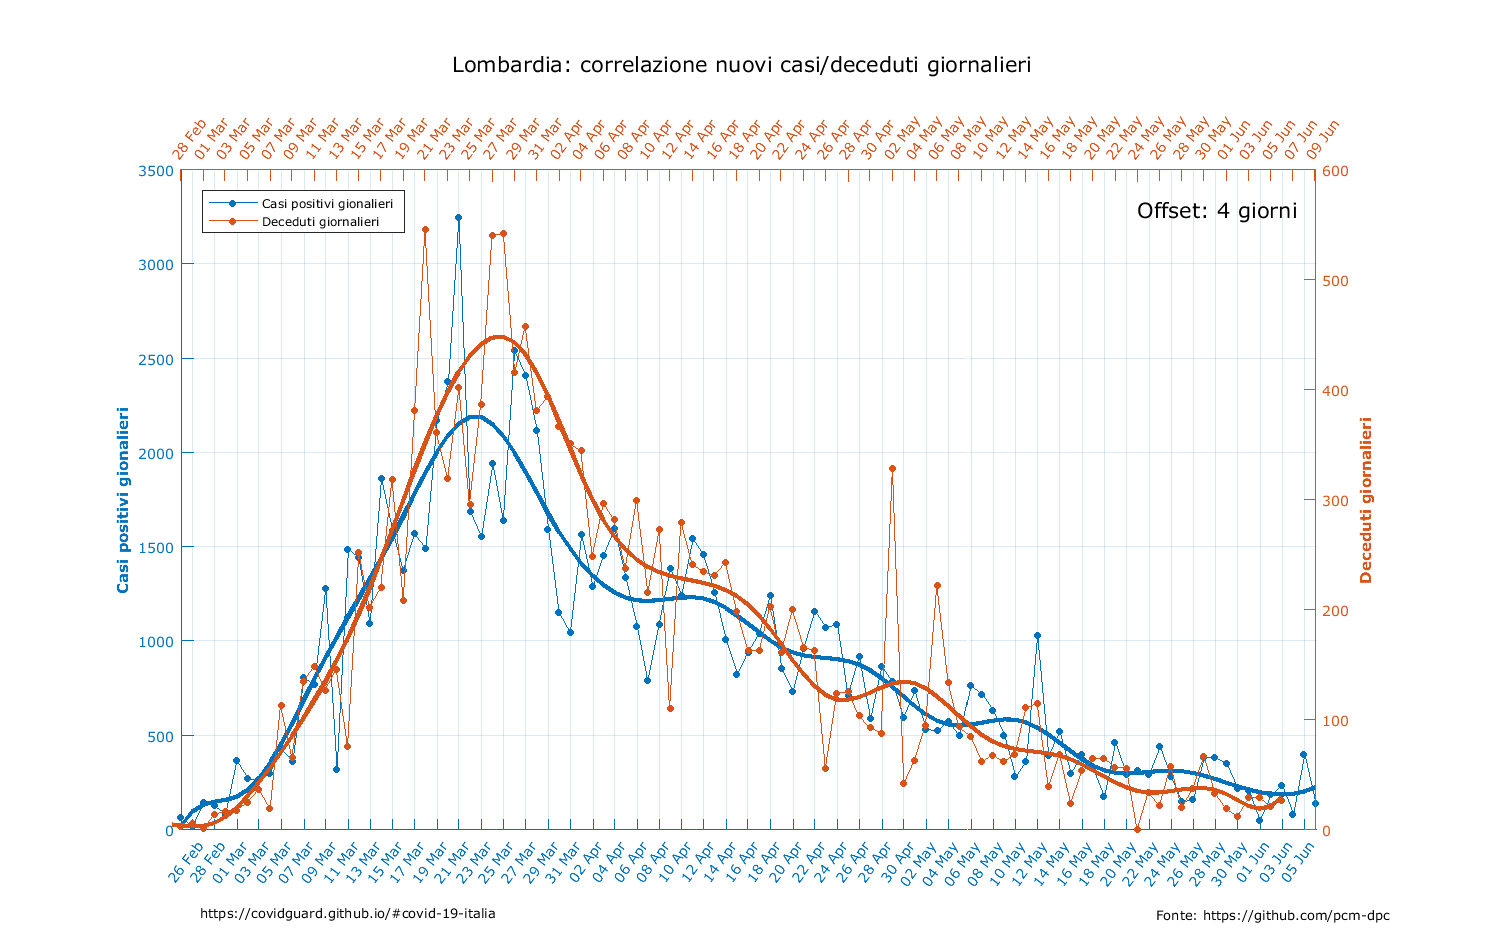 Lombardia: correlazione nuovi casi/deceduti giornalieri
28 Feb
01 Mar
03 Mar
05 Mar
07 Mar
09 Mar
11 Mar
13 Mar
15 Mar
17 Mar
19 Mar
21 Mar
23 Mar
25 Mar
27 Mar
29 Mar
31 Mar
02 Apr
04 Apr
06 Apr
08 Apr
10 Apr
12 Apr
14 Apr
16 Apr
18 Apr
20 Apr
22 Apr
24 Apr
26 Apr
28 Apr
30 Apr
02 May
04 May
06 May
08 May
10 May
12 May
14 May
16 May
18 May
20 May
22 May
24 May
26 May
28 May
30 May
01 Jun
03 Jun
05 Jun
07 Jun
09 Jun
Casi positivi gionalieri
Deceduti giornalieri
Offset: 4 giorni
3500
3000
2500
2000
1500
1000
500
0
Casi positivi gionalieri
600
500
400
300
200
100
0
Deceduti giornalieri
26 Feb
28 Feb
01 Mar
03 Mar
05 Mar
07 Mar
09 Mar
11 Mar
13 Mar
15 Mar
17 Mar
19 Mar
21 Mar
23 Mar
25 Mar
27 Mar
29 Mar
31 Mar
02 Apr
04 Apr
06 Apr
08 Apr
10 Apr
12 Apr
14 Apr
16 Apr
18 Apr
20 Apr
22 Apr
24 Apr
26 Apr
28 Apr
30 Apr
02 May
04 May
06 May
08 May
10 May
12 May
14 May
16 May
18 May
20 May
22 May
24 May
26 May
28 May
30 May
01 Jun
03 Jun
05 Jun
https://covidguard.github.io/#covid-19-italia
Fonte: https://github.com/pcm-dpc